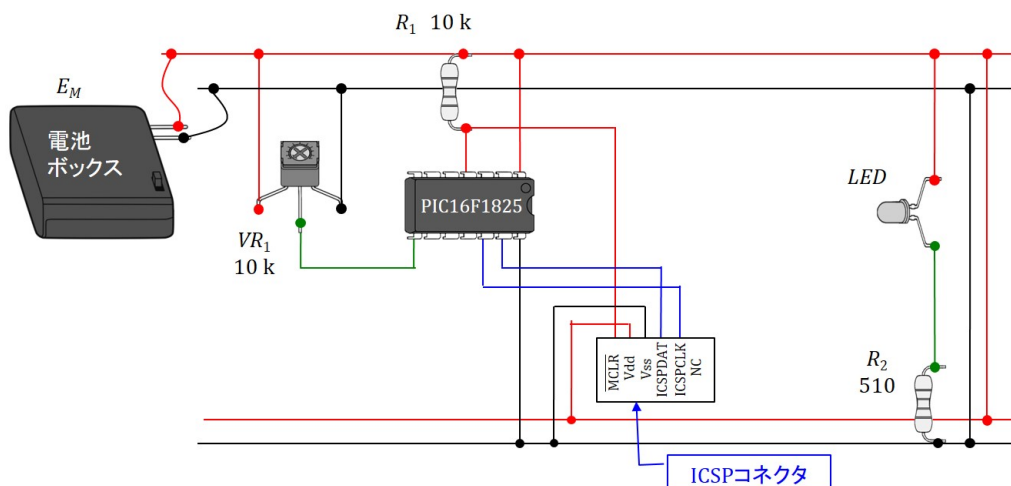 R₁ 10 k
E_M
電池
ボックス
VR₁
10 k
PIC16F1825
LED
R₂
510
MCLR
Vdd
Vss
ICSPDAT
ICSPCLK
NC
ICSPコネクタ